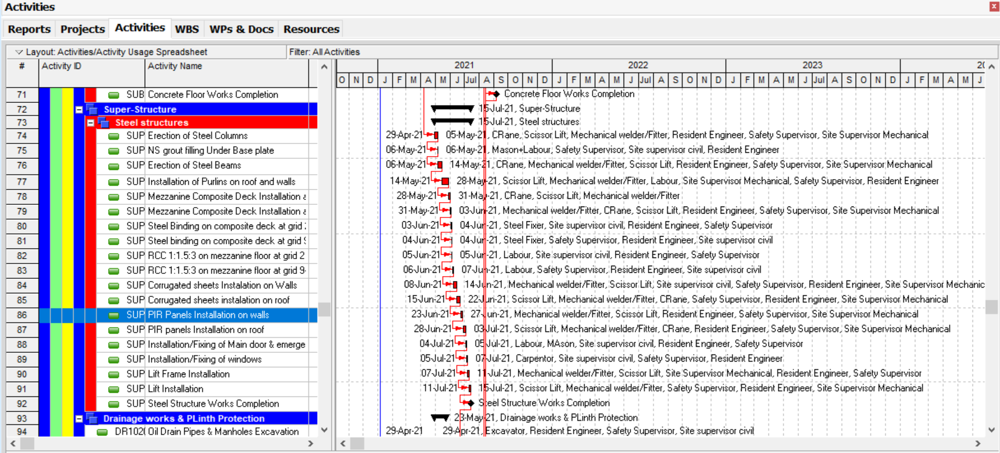 Activities
Reports Projects Activities WBS WPs & Docs Resources
Layout: Activities/Activity Usage Spreadsheet Filter: All Activities
# Activity ID Activity Name 2021 2022 2023 20
O N D J F M A M J Jul A S O N D J F M A M J Jul A S O N D J F M A M J Jul A S O N D J F M A M J
71 SUB Concrete Floor Works Completion Concrete Floor Works Completion
72 Super-Structure 15-Jul-21, Super-Structure
73 Steel structures 15-Jul-21, Steel structures
74 SUP Erection of Steel Columns 29-Apr-21 05-May-21, CRane, Scissor Lift, Mechanical welder/Fitter, Resident Engineer, Safety Supervisor, Site Supervisor Mechanical
75 SUP NS grout filling Under Base plate 06-May-21 06-May-21, Mason+Labour, Safety Supervisor, Site supervisor civil, Resident Engineer
76 SUP Erection of Steel Beams 06-May-21 14-May-21, CRane, Mechanical welder/Fitter, Scissor Lift, Resident Engineer, Safety Supervisor, Site Supervisor Mechanical
77 SUP Installation of Purlins on roof and walls 14-May-21 28-May-21, Scissor Lift, Mechanical welder/Fitter, Labour, Site Supervisor Mechanical, Safety Supervisor, Resident Engineer
78 SUP Mezzanine Composite Deck Installation a 28-May-21 31-May-21, CRane, Scissor Lift, Mechanical welder/Fitter
79 SUP Mezzanine Composite Deck Installation a 31-May-21 03-Jun-21, Mechanical welder/Fitter, CRane, Scissor Lift, Resident Engineer, Safety Supervisor, Site Supervisor Mechanical
80 SUP Steel Binding on composite deck at grid 03-Jun-21 04-Jun-21, Steel Fixer, Site supervisor civil, Resident Engineer, Safety Supervisor
81 SUP Steel binding on composite deck at grid 04-Jun-21 04-Jun-21, Steel Fixer, Safety Supervisor, Resident Engineer, Site supervisor civil
82 SUP RCC 1:1.5:3 on mezzanine floor at grid 2 05-Jun-21 05-Jun-21, Labour, Site supervisor civil, Resident Engineer, Safety Supervisor
83 SUP RCC 1:1.5:3 on mezzanine floor at grid 9- 06-Jun-21 07-Jun-21, Labour, Safety Supervisor, Resident Engineer, Site supervisor civil
84 SUP Corrugated sheets Instalation on Walls 08-Jun-21 14-Jun-21, Mechanical welder/Fitter, Scissor Lift, Site supervisor civil, Safety Supervisor, Resident Engineer, Site Supervisor Mechanic
85 SUP Corrugated sheets instalation on roof 15-Jun-21 22-Jun-21, Scissor Lift, Mechanical welder/Fitter, CRane, Safety Supervisor, Resident Engineer, Site Supervisor Mechanical
86 SUP PIR Panels Installation on walls 23-Jun-21 27-Jun-21, Mechanical welder/Fitter, Scissor Lift, Resident Engineer, Safety Supervisor, Site Supervisor Mechanical
87 SUP PIR panels Installation on roof 28-Jun-21 03-Jul-21, Scissor Lift, Mechanical welder/Fitter, CRane, Resident Engineer, Safety Supervisor, Site Supervisor Mechanical
88 SUP Installation/Fixing of Main door & emerge 04-Jul-21 05-Jul-21, Labour, MAson, Site supervisor civil, Resident Engineer, Safety Supervisor
89 SUP Installation/Fixing of windows 05-Jul-21 07-Jul-21, Carpentor, Site supervisor civil, Safety Supervisor, Resident Engineer
90 SUP Lift Frame Installation 07-Jul-21 11-Jul-21, Mechanical welder/Fitter, Scissor Lift, Site Supervisor Mechanical, Resident Engineer, Safety Supervisor
91 SUP Lift Installation 11-Jul-21 15-Jul-21, Scissor Lift, Mechanical welder/Fitter, Safety Supervisor, Resident Engineer, Site Supervisor Mechanical
92 SUP Steel Structure Works Completion Steel Structure Works Completion
93 Drainage works & PLinth Protection 23-May-21, Drainage works & PLinth Protection
94 DR102 Oil Drain Pipes & Manholes Excavation 29-Apr-21 29-Apr-21, Excavator, Resident Engineer, Safety Supervisor, Site supervisor civil